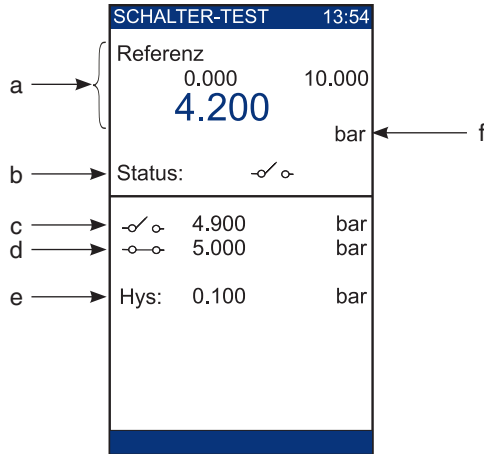 SCHALTER-TEST 13:54
Referenz
0.000 10.000
a
4.200
bar f
b Status:
c 4.900 bar
d 5.000 bar
e Hys: 0.100 bar